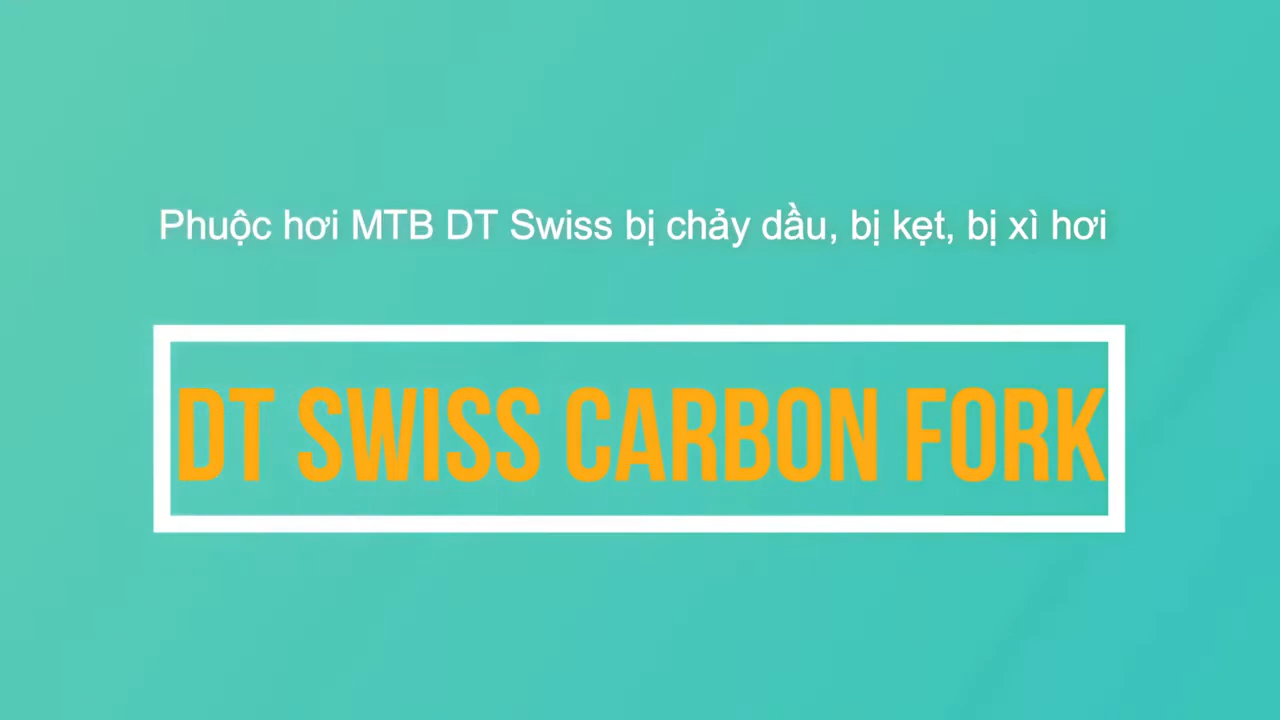 Phuộc hơi MTB DT Swiss bị chảy dầu, bị kẹt, bị xì hơi
DT SWISS CARBON FORK